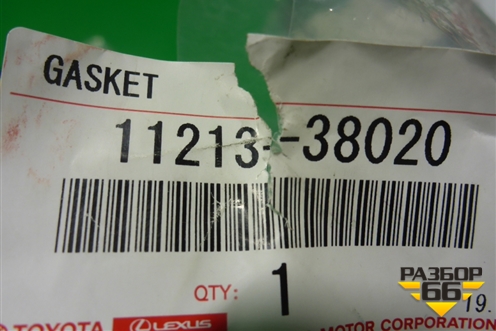 GASKET
11213-38020
QTY: 1
РАЗБОР
66
19.
TOYOTA LEXUS MOTOR CORPORATION